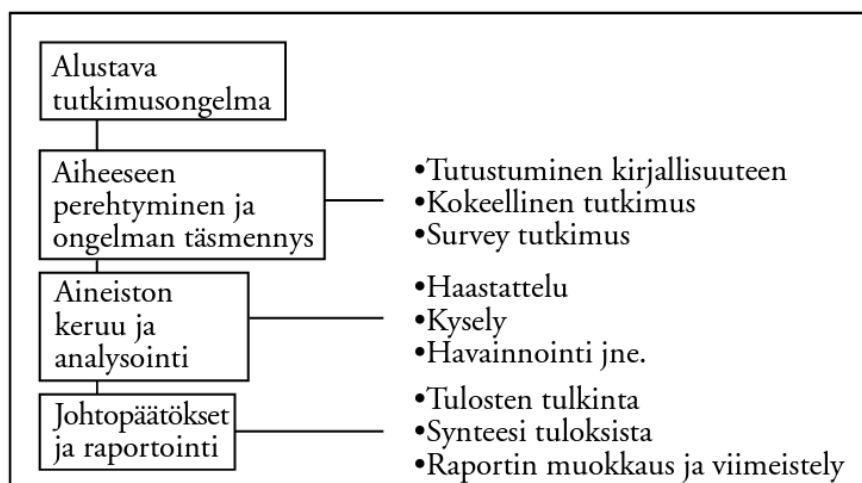 Alustava
tutkimusongelma
Aiheeseen
perehtyminen ja
ongelman täsmennys
•Tutustuminen kirjallisuuteen
•Kokeellinen tutkimus
•Survey tutkimus
Aineiston
keruu ja
analysointi
•Haastattelu
•Kysely
•Havainnointi jne.
Johtopäätökset
ja raportointi
•Tulosten tulkinta
•Synteesi tuloksista
•Raportin muokkaus ja viimeistely